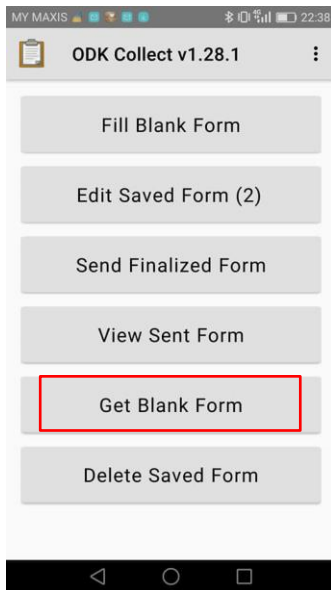 MY MAXIS 4G 22:38
ODK Collect v1.28.1
Fill Blank Form
Edit Saved Form (2)
Send Finalized Form
View Sent Form
Get Blank Form
Delete Saved Form